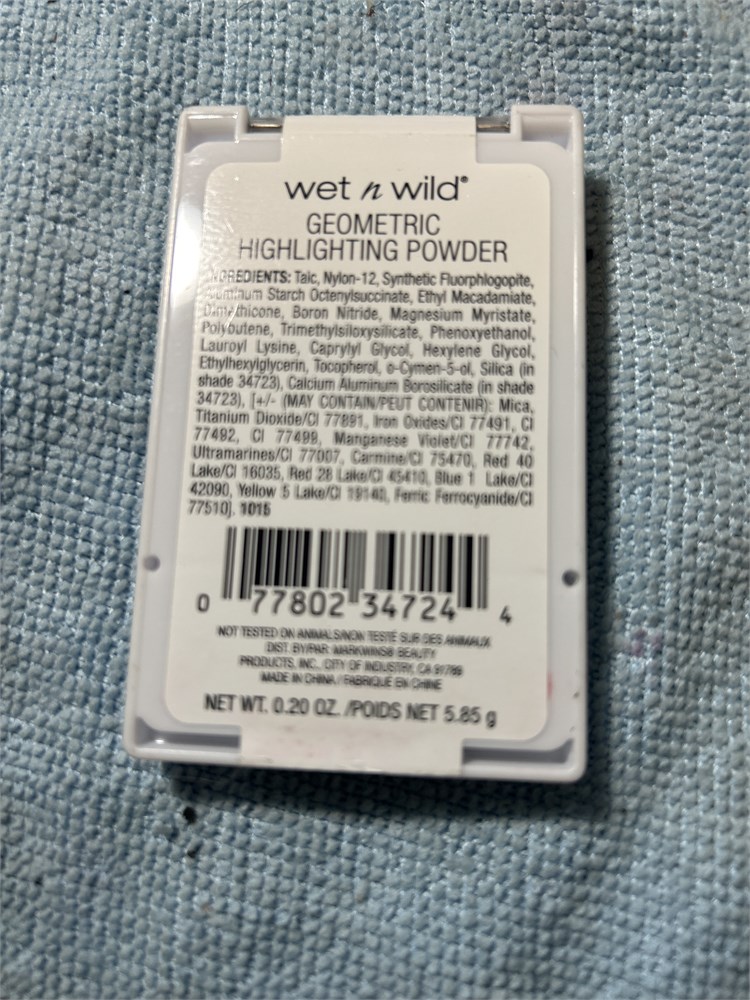 wet n wild®
GEOMETRIC
HIGHLIGHTING POWDER
INGREDIENTS: Talc, Nylon-12, Synthetic Fluorphlogopite,
Aluminum Starch Octenylsuccinate, Ethyl Macadamiate,
Dimethicone, Boron Nitride, Magnesium Myristate,
Polybutene, Trimethylsiloxysilicate, Phenoxyethanol,
Lauroyl Lysine, Caprylyl Glycol, Hexylene Glycol,
Ethylhexylglycerin, Tocopherol, o-Cymen-5-ol, Silica (in
shade 34723), Calcium Aluminum Borosilicate (in shade
34723), [+/- (MAY CONTAIN/PEUT CONTENIR): Mica,
Titanium Dioxide/CI 77891, Iron Oxides/CI 77491, CI
77492, CI 77499, Manganese Violet/CI 77742,
Ultramarines/CI 77007, Carmine/CI 75470, Red 40
Lake/CI 16035, Red 28 Lake/CI 45410, Blue 1 Lake/CI
42090, Yellow 5 Lake/CI 19140, Ferric Ferrocyanide/CI
77510]. 1015
0 77802 34724 4
NOT TESTED ON ANIMALS/NON TESTÉ SUR DES ANIMAUX
DIST. BY/PAR: MARKWINS® BEAUTY
PRODUCTS, INC., CITY OF INDUSTRY, CA 91789
MADE IN CHINA / FABRIQUÉ EN CHINE
NET WT. 0.20 OZ. /POIDS NET 5.85 g